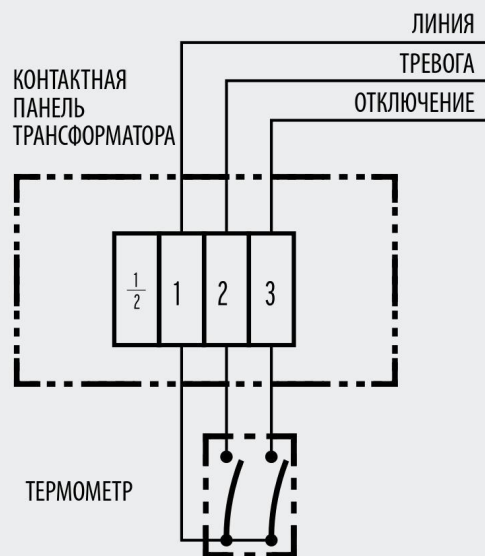 ЛИНИЯ
ТРЕВОГА
ОТКЛЮЧЕНИЕ
КОНТАКТНАЯ
ПАНЕЛЬ
ТРАНСФОРМАТОРА
1/2 1 2 3
ТЕРМОМЕТР